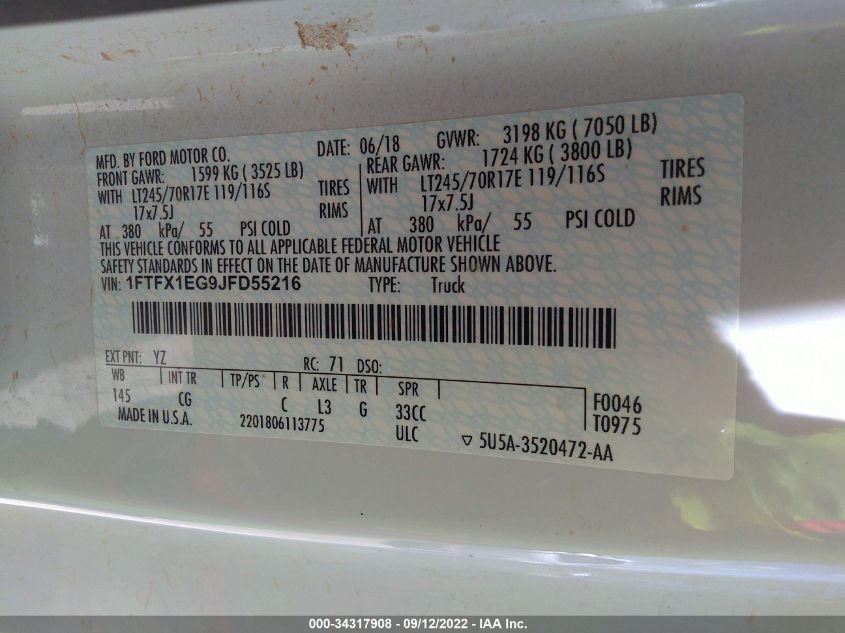 MFD. BY FORD MOTOR CO. DATE: 06/18 GVWR: 3198 KG ( 7050 LB)
FRONT GAWR: 1599 KG ( 3525 LB) REAR GAWR: 1724 KG ( 3800 LB)
WITH LT245/70R17E 119/116S TIRES WITH LT245/70R17E 119/116S TIRES
17x7.5J RIMS 17x7.5J RIMS
AT 380 kPa/ 55 PSI COLD AT 380 kPa/ 55 PSI COLD
THIS VEHICLE CONFORMS TO ALL APPLICABLE FEDERAL MOTOR VEHICLE
SAFETY STANDARDS IN EFFECT ON THE DATE OF MANUFACTURE SHOWN ABOVE.
VIN: 1FTFX1EG9JFD55216 TYPE: Truck
EXT PNT: YZ RC: 71 DSO:
WB INT TR TP/PS R AXLE TR SPR
145 CG C L3 G 33CC F0046
MADE IN U.S.A. 2201806113775 ULC T0975
▽ 5U5A-3520472-AA
000-34317908 - 09/12/2022 - IAA Inc.